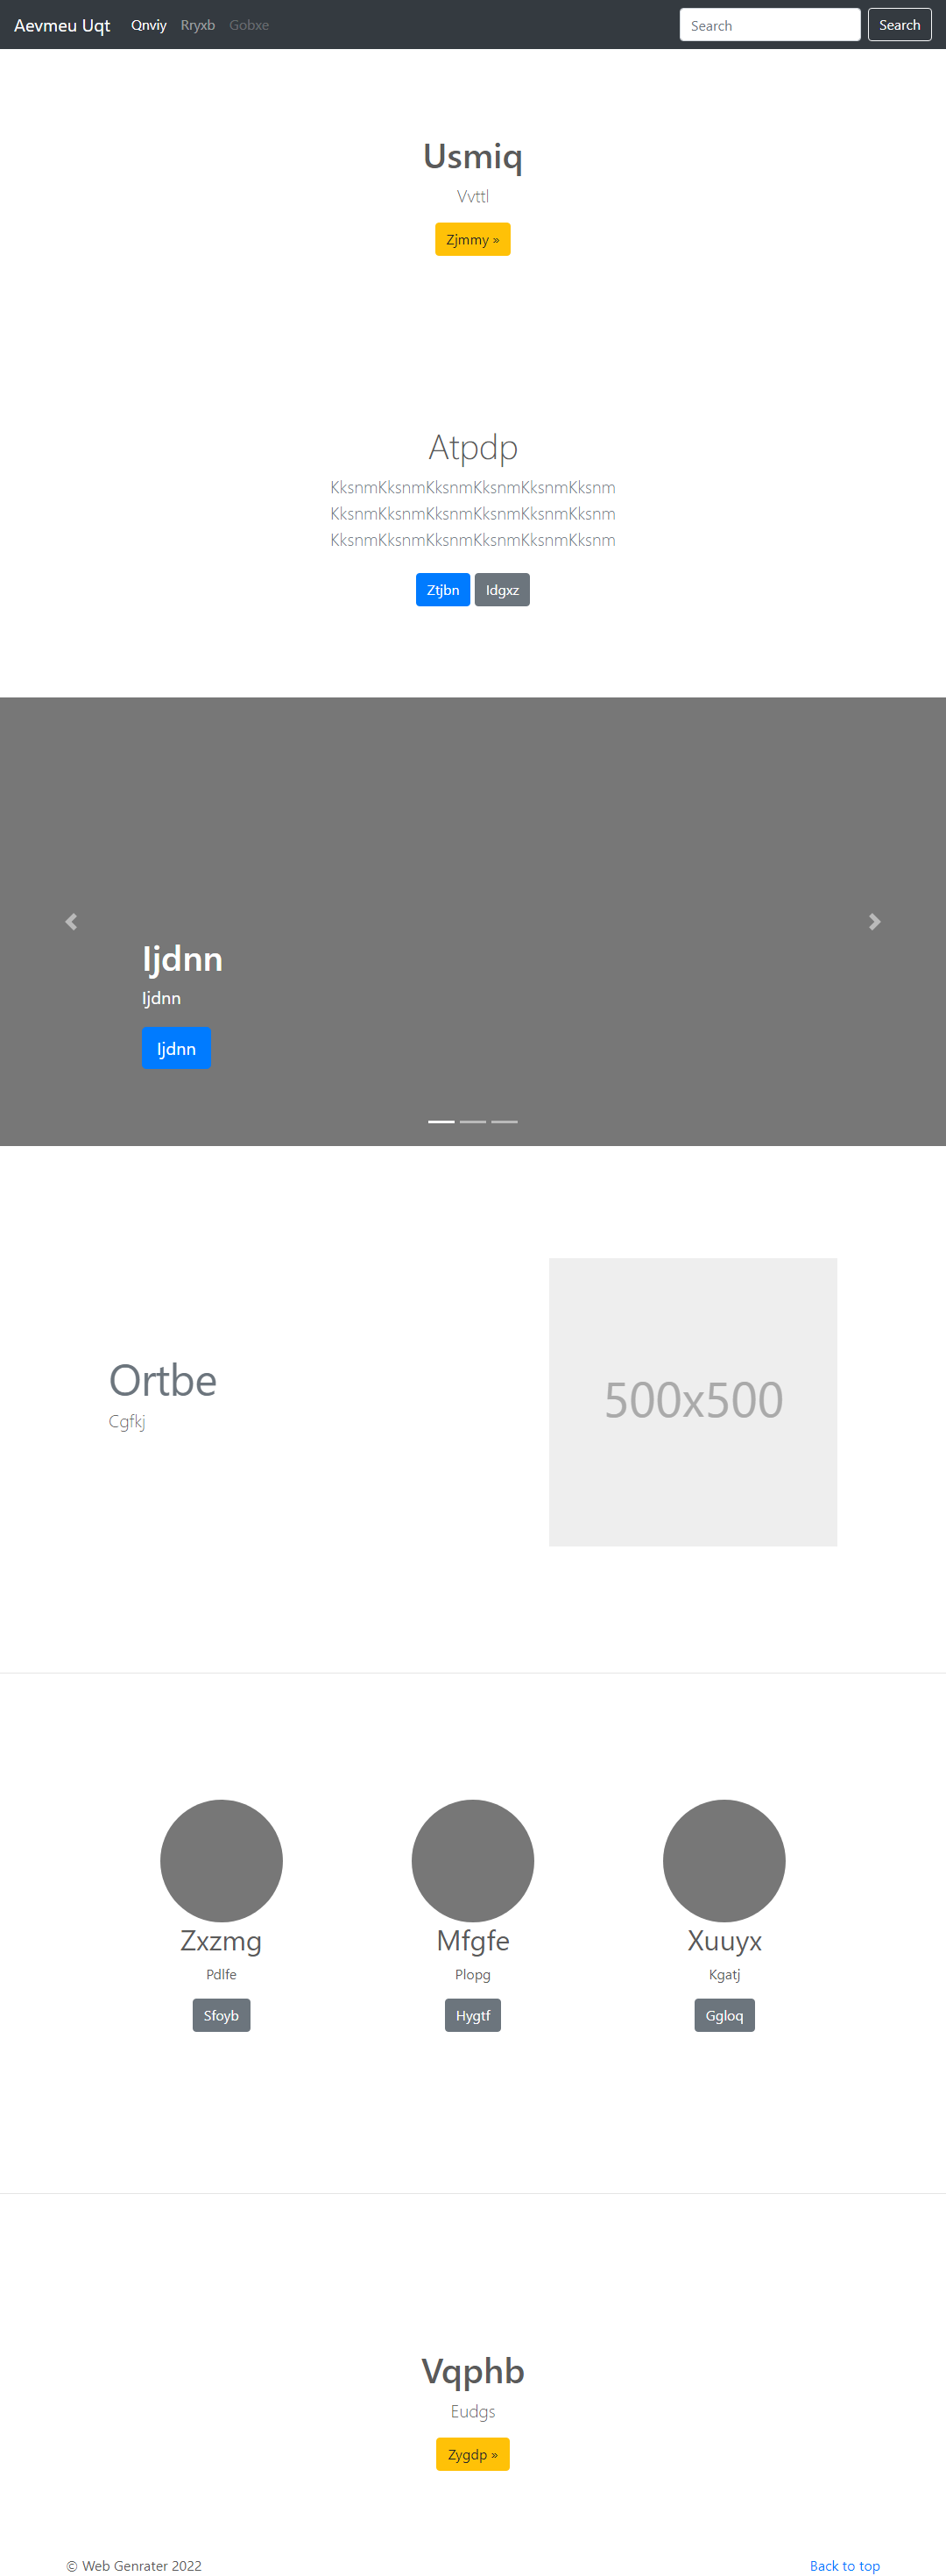 Aevmeu Uqt Qnviy Rryxb Gobxe Search Search
Usmiq
Vvttl
Zjmmy »
Atpdp
KksnmKksnmKksnmKksnmKksnmKksnm
KksnmKksnmKksnmKksnmKksnmKksnm
KksnmKksnmKksnmKksnmKksnmKksnm
Ztjbn Idgxz
Ijdnn
Ijdnn
Ijdnn
Ortbe
Cgfkj
500x500
Zxzmg Mfgfe Xuuyx
Pdlfe Plopg Kgatj
Sfoyb Hygtf Ggloq
Vqphb
Eudgs
Zygdp »
© Web Genrater 2022 Back to top